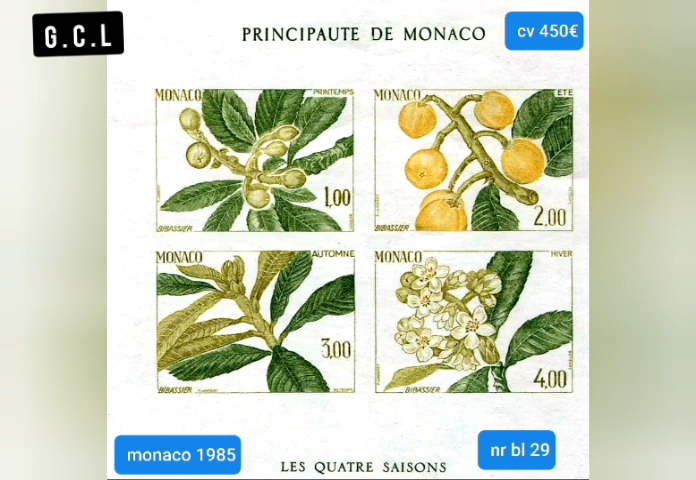 G.C.L
PRINCIPAUTE DE MONACO
cv 450€
MONACO
PRINTEMPS
1,00
BIBASSIER
MONACO
ETE
2,00
BIBASSIER
MONACO
AUTOMNE
3,00
BIBASSIER
MONACO
HIVER
4,00
BIBASSIER
monaco 1985
nr bl 29
LES QUATRE SAISONS